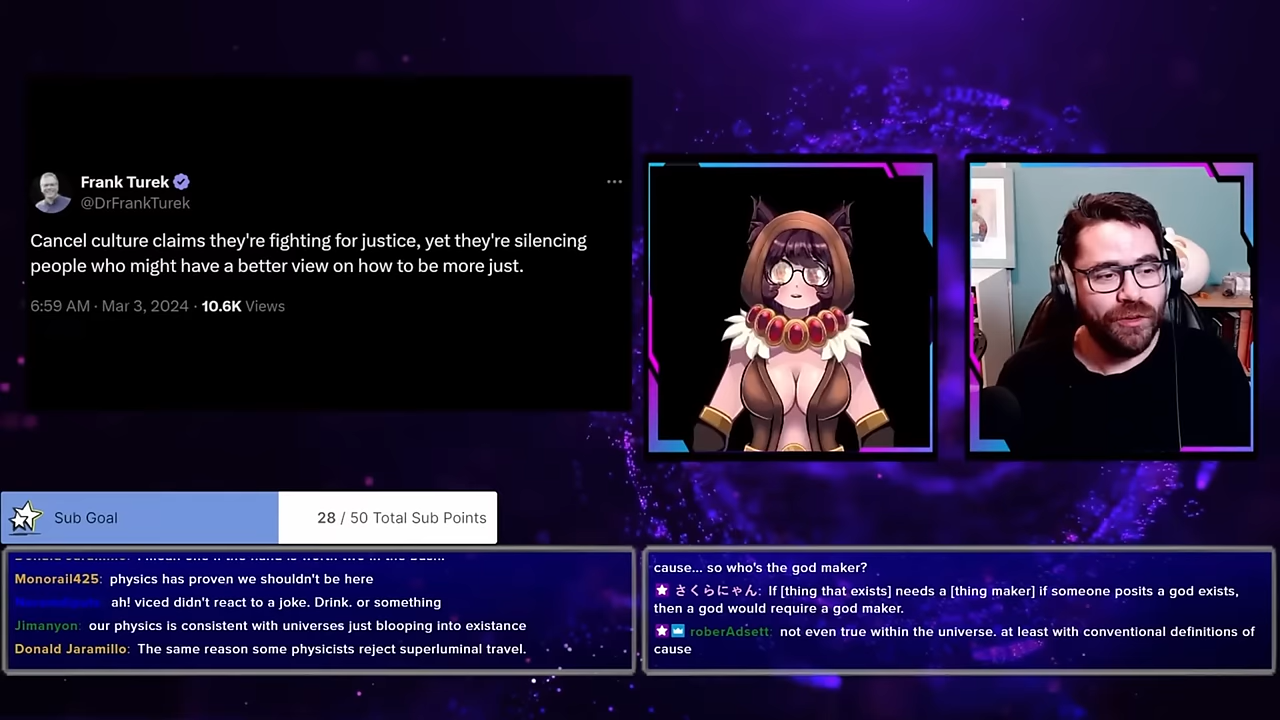 Frank Turek
@DrFrankTurek
Cancel culture claims they're fighting for justice, yet they're silencing
people who might have a better view on how to be more just.
6:59 AM · Mar 3, 2024 · 10.6K Views
Sub Goal
28 / 50 Total Sub Points
Donald Jaramillo:
Monorail425: physics has proven we shouldn't be here
ah! viced didn't react to a joke. Drink. or something
Jimanyon: our physics is consistent with universes just blooping into existance
Donald Jaramillo: The same reason some physicists reject superluminal travel.
cause... so who's the god maker?
さくらにゃん: If [thing that exists] needs a [thing maker] if someone posits a god exists,
then a god would require a god maker.
roberAdsett: not even true within the universe. at least with conventional definitions of
cause